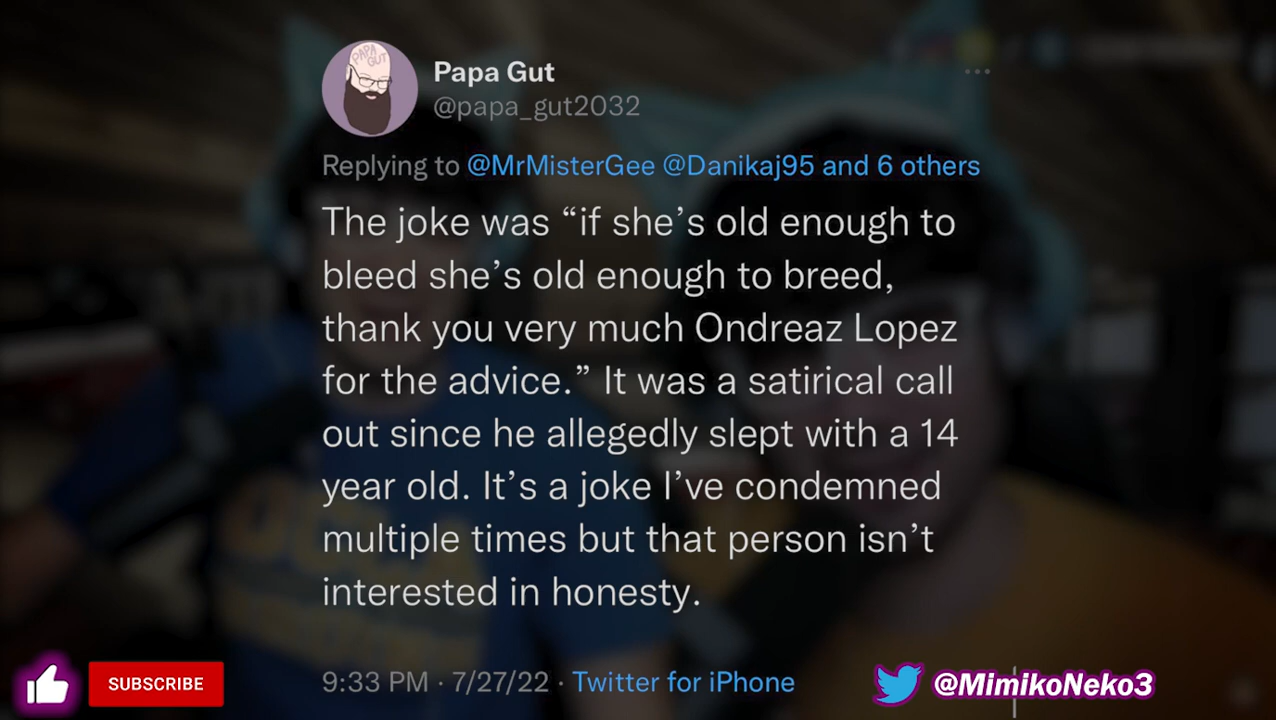 PAPA
GUT
Papa Gut
@papa_gut2032
Replying to @MrMisterGee @Danikaj95 and 6 others
The joke was “if she’s old enough to
bleed she’s old enough to breed,
thank you very much Ondreaz Lopez
for the advice.” It was a satirical call
out since he allegedly slept with a 14
year old. It’s a joke I’ve condemned
multiple times but that person isn’t
interested in honesty.
9:33 PM · 7/27/22 · Twitter for iPhone
SUBSCRIBE
@MimikoNeko3